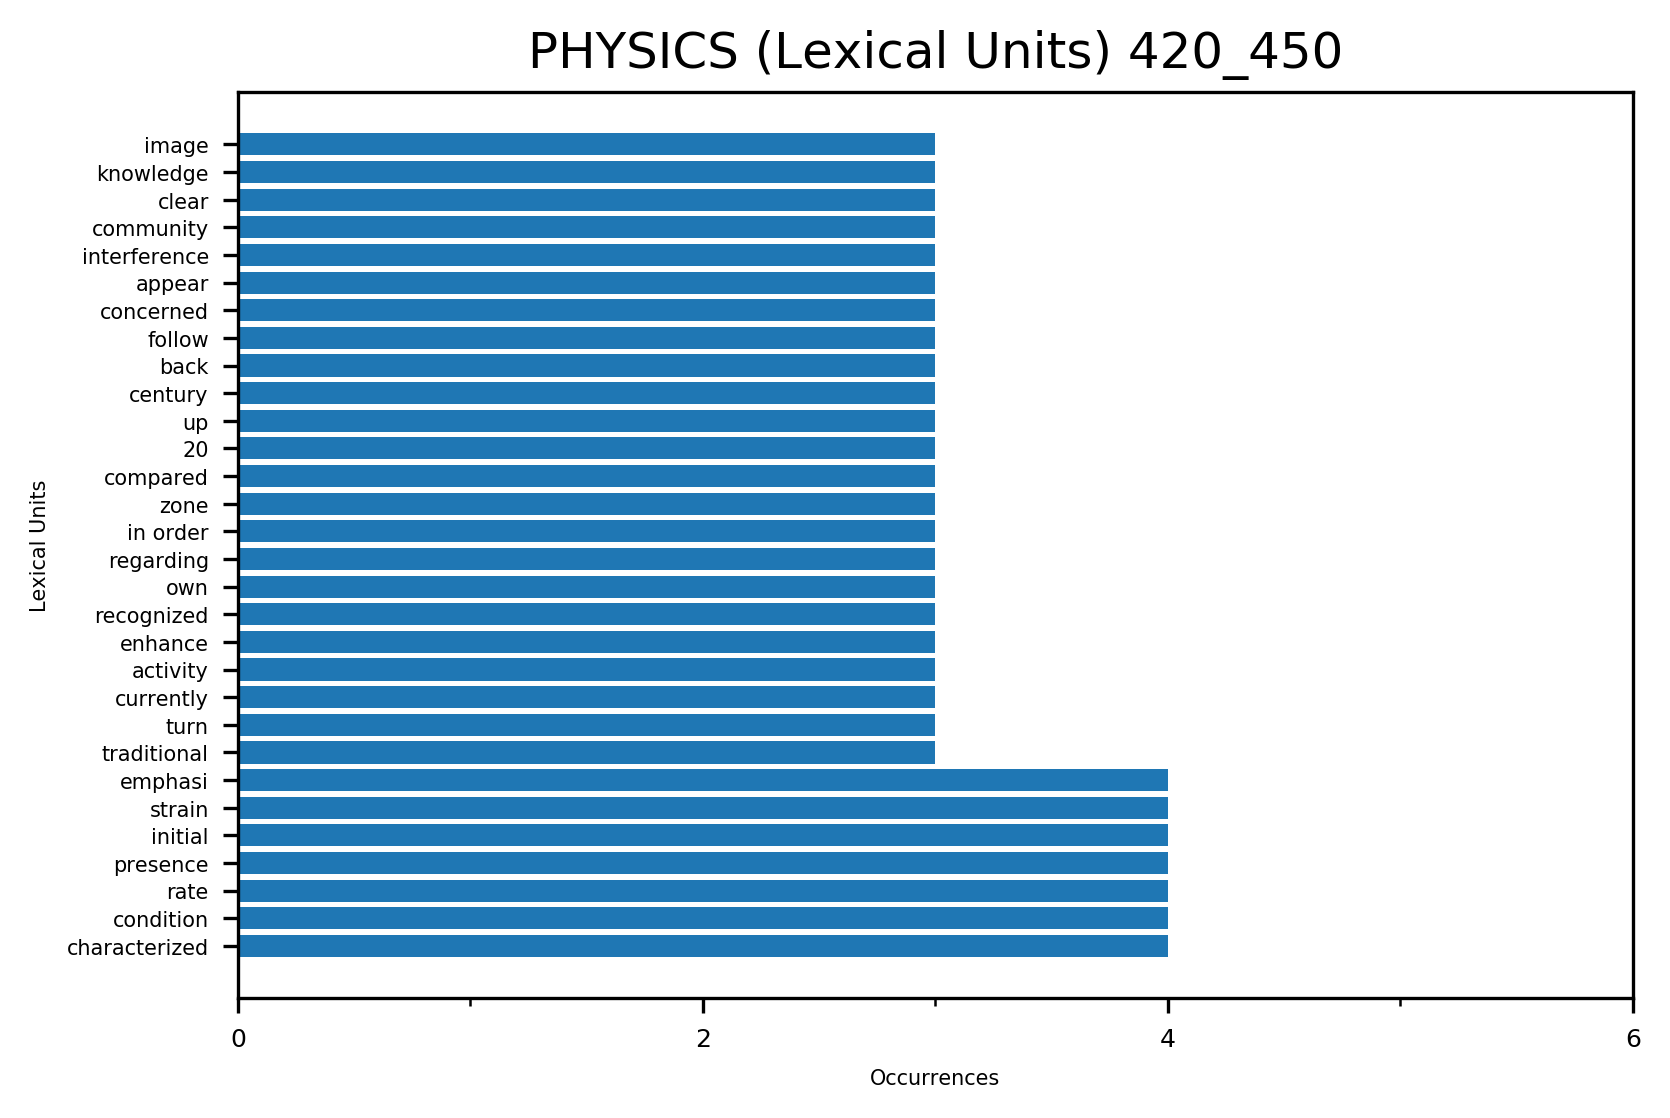 PHYSICS (Lexical Units) 420_450
image
knowledge
clear
community
interference
appear
concerned
follow
back
century
up
20
compared
zone
in order
regarding
own
recognized
enhance
activity
currently
turn
traditional
emphasi
strain
initial
presence
rate
condition
characterized
Lexical Units
0 2 4 6
Occurrences